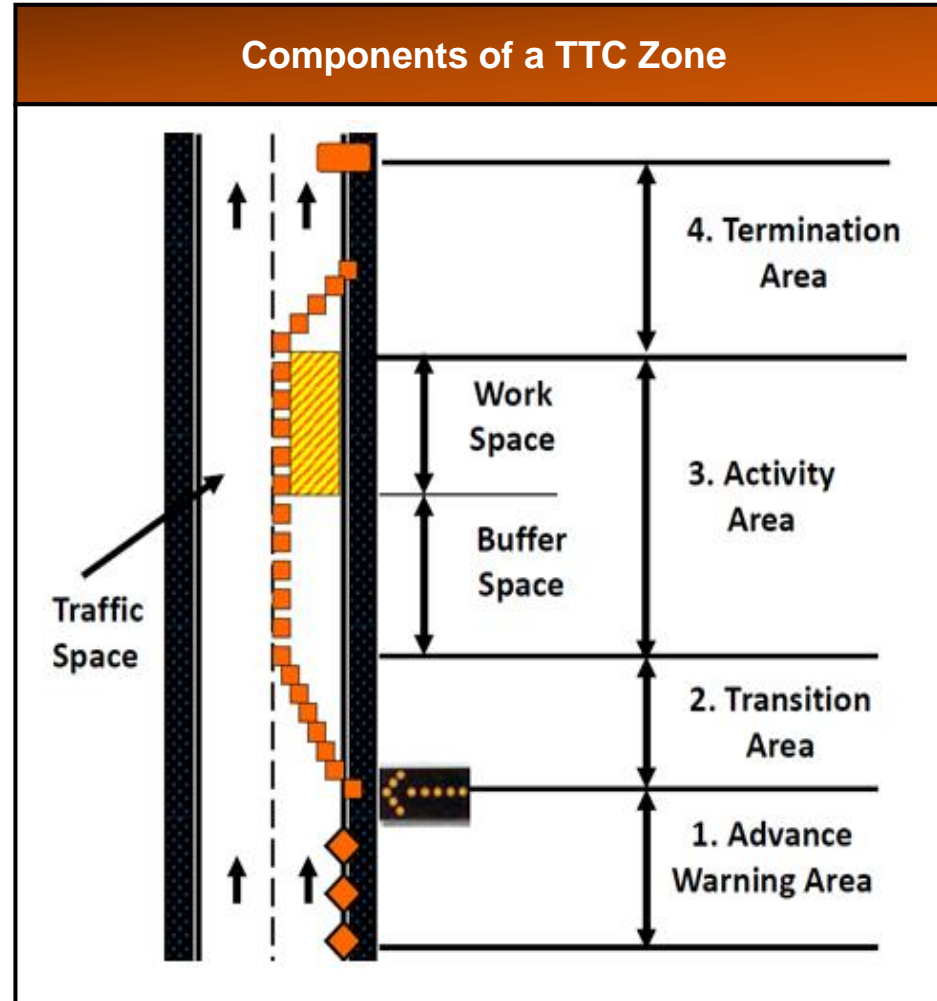 Components of a TTC Zone
4. Termination
Area
Work
Space
3. Activity
Area
Buffer
Space
Traffic
Space
2. Transition
Area
1. Advance
Warning Area